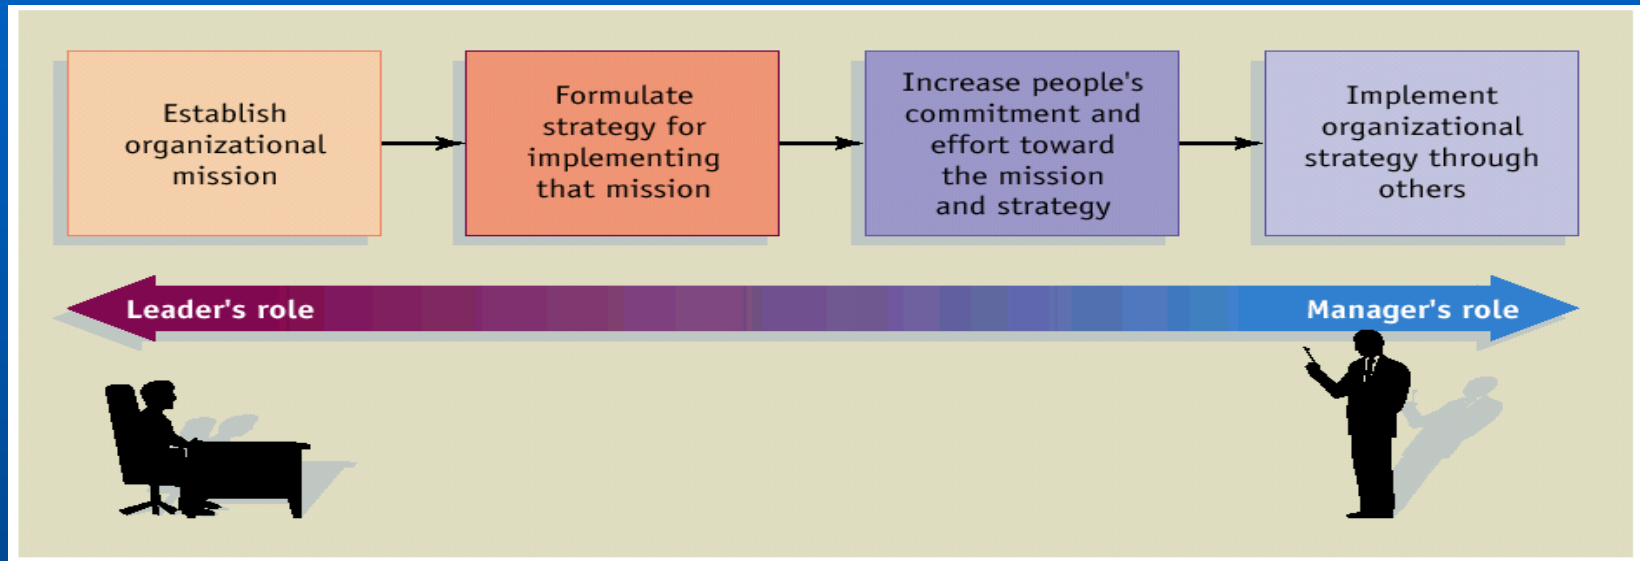 Establish
organizational
mission
Formulate
strategy for
implementing
that mission
Increase people's
commitment and
effort toward
the mission
and strategy
Implement
organizational
strategy through
others
Leader's role
Manager's role